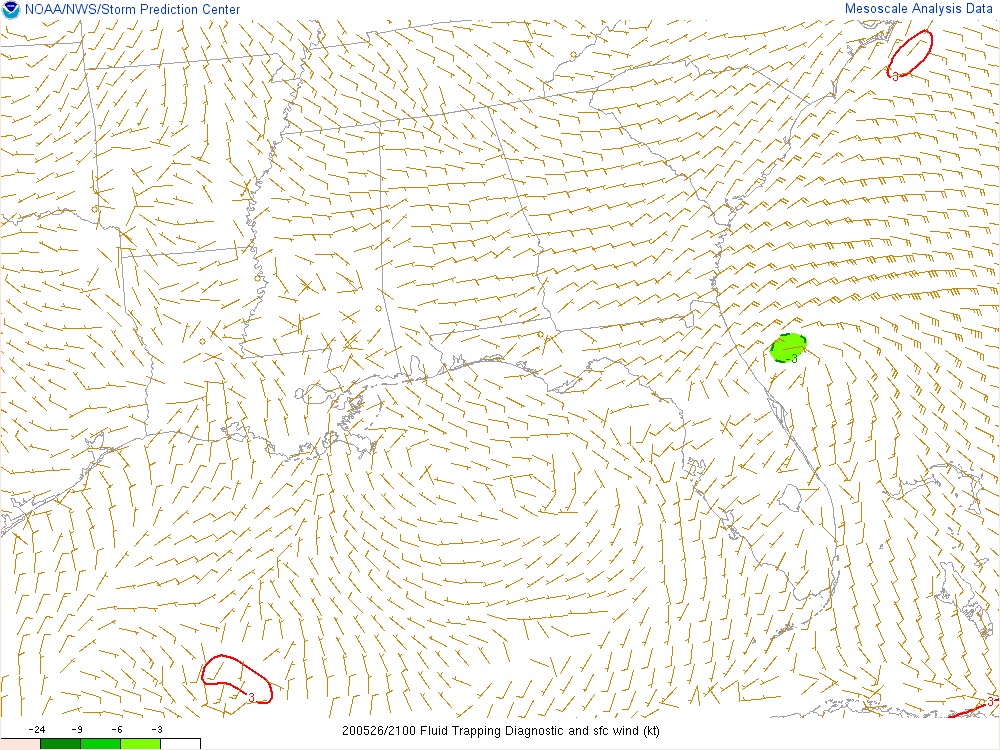 NOAA/NWS/Storm Prediction Center
Mesoscale Analysis Data
3
-3
3
3
-24 -9 -6 -3
200526/2100 Fluid Trapping Diagnostic and sfc wind (kt)